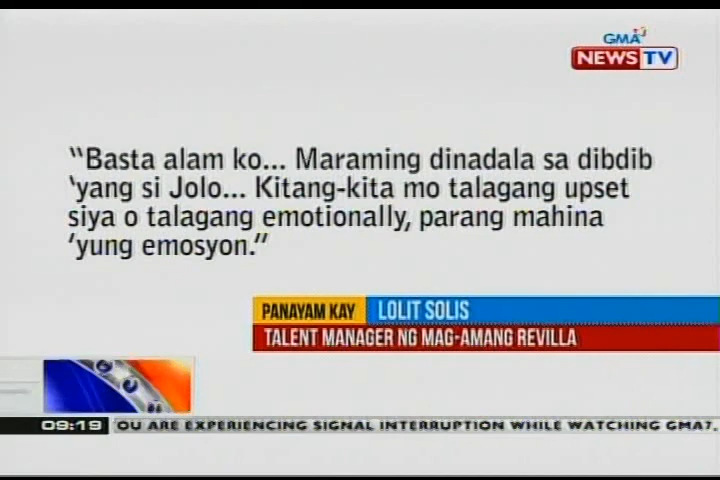 GMA
NEWS TV
“Basta alam ko... Maraming dinadala sa dibdib
‘yang si Jolo... Kitang-kita mo talagang upset
siya o talagang emotionally, parang mahina
‘yung emosyon.”
PANAYAM KAY LOLIT SOLIS
TALENT MANAGER NG MAG-AMANG REVILLA
09:19 OU ARE EXPERIENCING SIGNAL INTERRUPTION WHILE WATCHING GMA7,